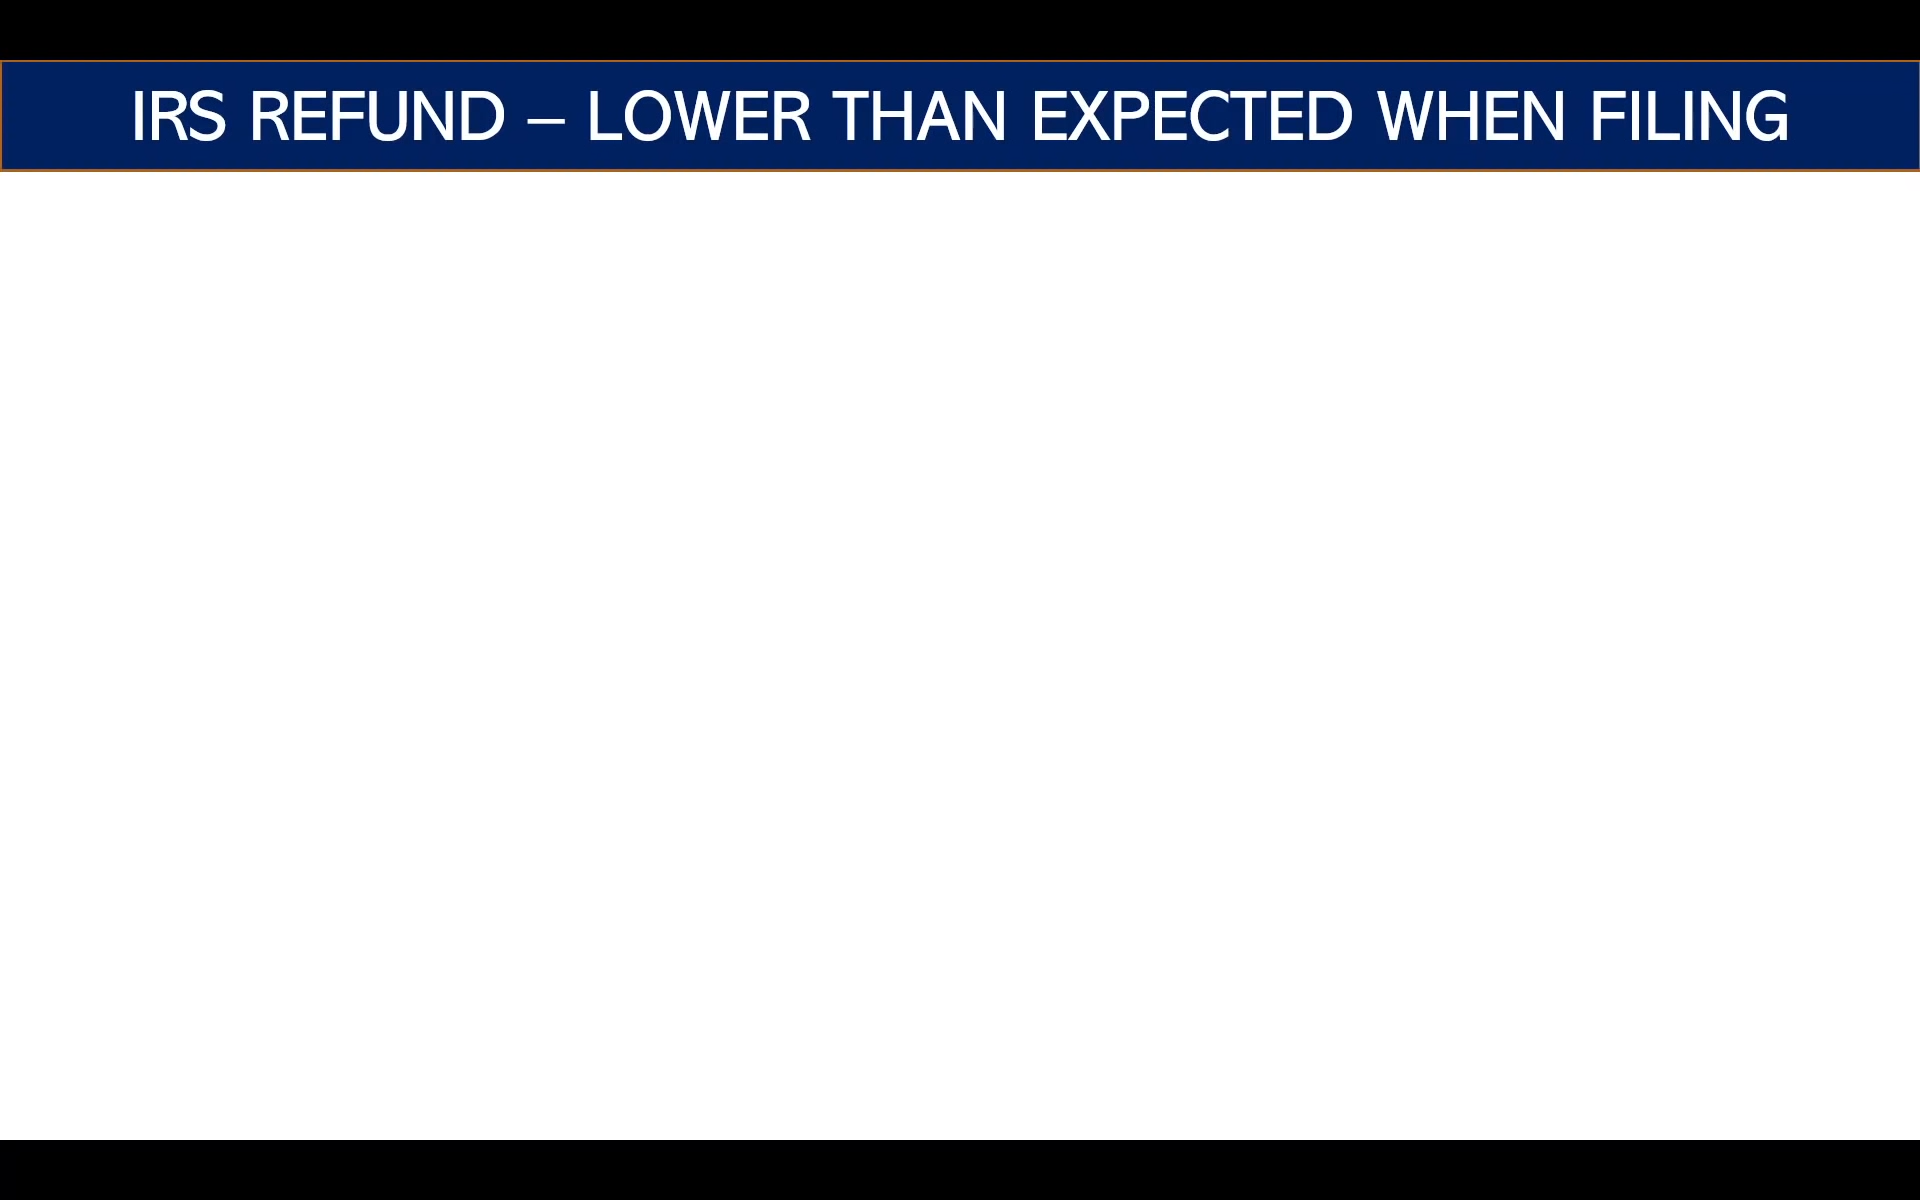 IRS REFUND – LOWER THAN EXPECTED WHEN FILING